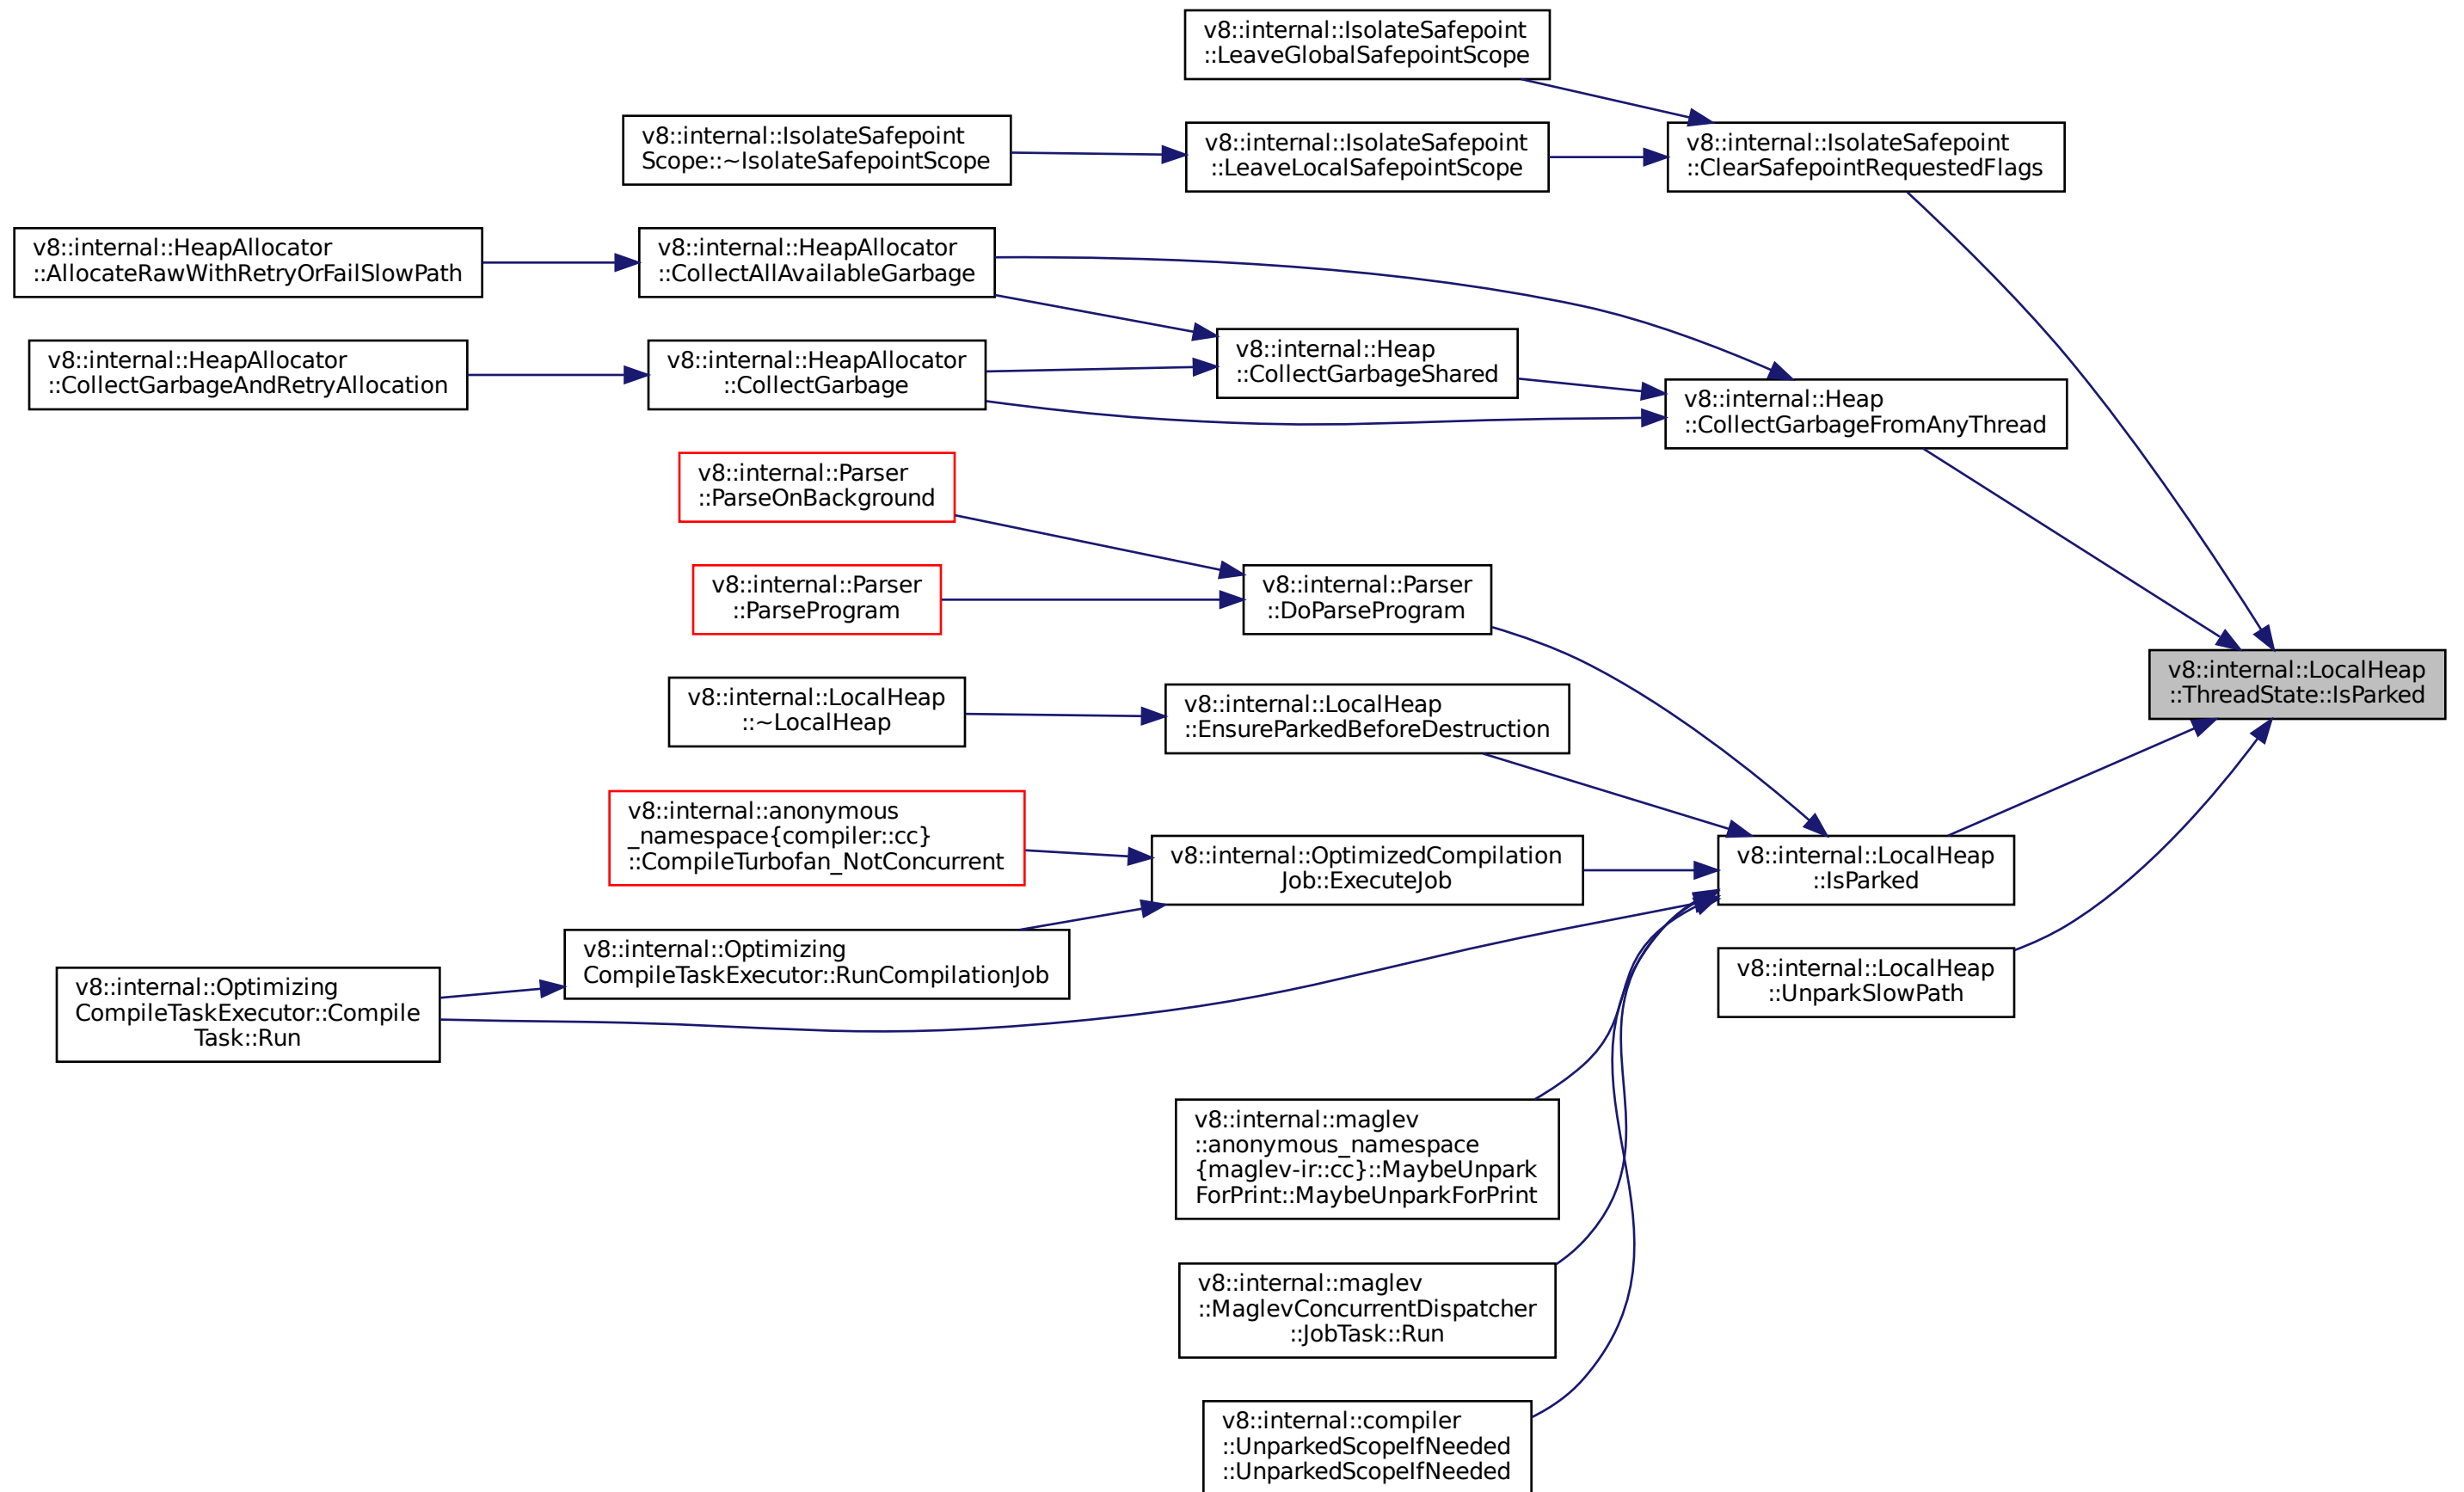 v8::internal::IsolateSafepoint
::LeaveGlobalSafepointScope
v8::internal::IsolateSafepoint
Scope::~IsolateSafepointScope
v8::internal::IsolateSafepoint
::LeaveLocalSafepointScope
v8::internal::IsolateSafepoint
::ClearSafepointRequestedFlags
v8::internal::HeapAllocator
::AllocateRawWithRetryOrFailSlowPath
v8::internal::HeapAllocator
::CollectAllAvailableGarbage
v8::internal::HeapAllocator
::CollectGarbageAndRetryAllocation
v8::internal::HeapAllocator
::CollectGarbage
v8::internal::Heap
::CollectGarbageShared
v8::internal::Heap
::CollectGarbageFromAnyThread
v8::internal::Parser
::ParseOnBackground
v8::internal::Parser
::ParseProgram
v8::internal::Parser
::DoParseProgram
v8::internal::LocalHeap
::ThreadState::IsParked
v8::internal::LocalHeap
::~LocalHeap
v8::internal::LocalHeap
::EnsureParkedBeforeDestruction
v8::internal::anonymous
_namespace{compiler::cc}
::CompileTurbofan_NotConcurrent
v8::internal::OptimizedCompilation
Job::ExecuteJob
v8::internal::LocalHeap
::IsParked
v8::internal::Optimizing
CompileTaskExecutor::RunCompilationJob
v8::internal::Optimizing
CompileTaskExecutor::Compile
Task::Run
v8::internal::LocalHeap
::UnparkSlowPath
v8::internal::maglev
::anonymous_namespace
{maglev-ir::cc}::MaybeUnpark
ForPrint::MaybeUnparkForPrint
v8::internal::maglev
::MaglevConcurrentDispatcher
::JobTask::Run
v8::internal::compiler
::UnparkedScopeIfNeeded
::UnparkedScopeIfNeeded